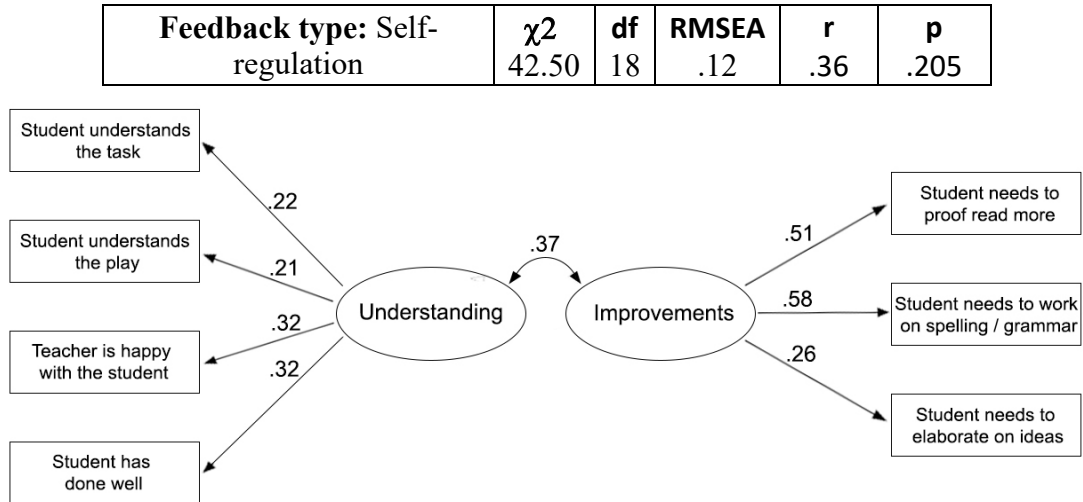 Feedback type: Self-
regulation
χ2
42.50
df
18
RMSEA
.12
r
.36
p
.205
Student understands
the task
.22
Student understands
the play
.21
Teacher is happy
with the student
.32
Student has
done well
.32
Understanding
.37
Improvements
.51
Student needs to
proof read more
.58
Student needs to work
on spelling / grammar
.26
Student needs to
elaborate on ideas